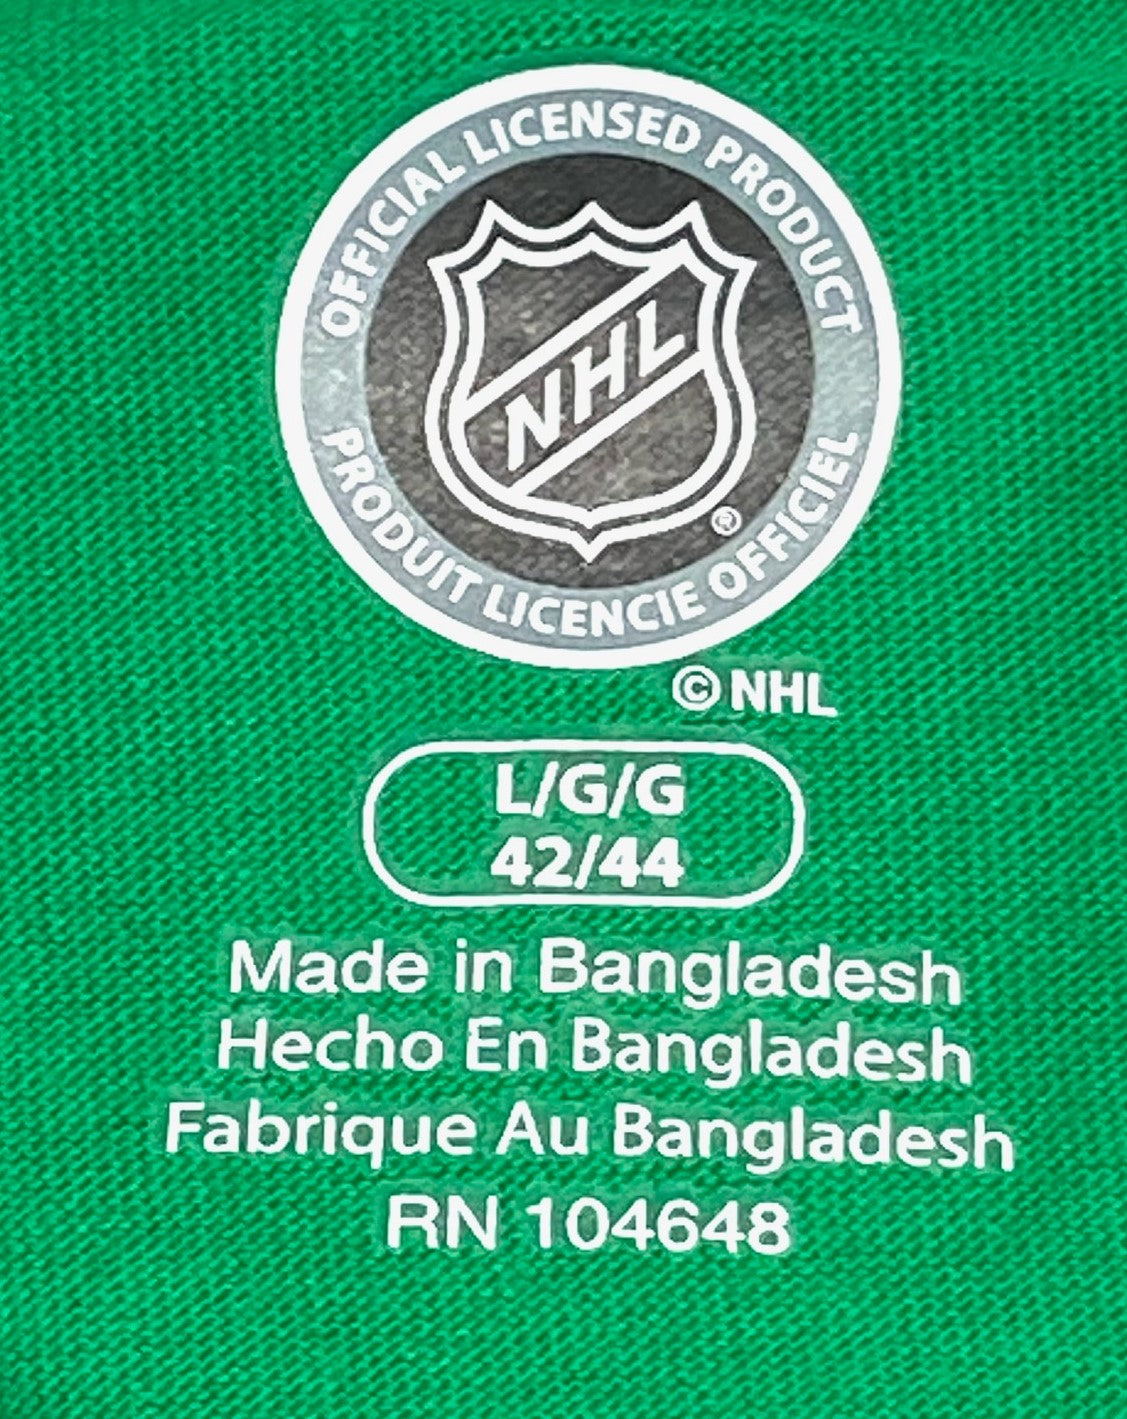 OFFICIAL LICENSED PRODUCT
NHL
®
PRODUIT LICENCIE OFFICIEL
© NHL
L/G/G
42/44
Made in Bangladesh
Hecho En Bangladesh
Fabrique Au Bangladesh
RN 104648